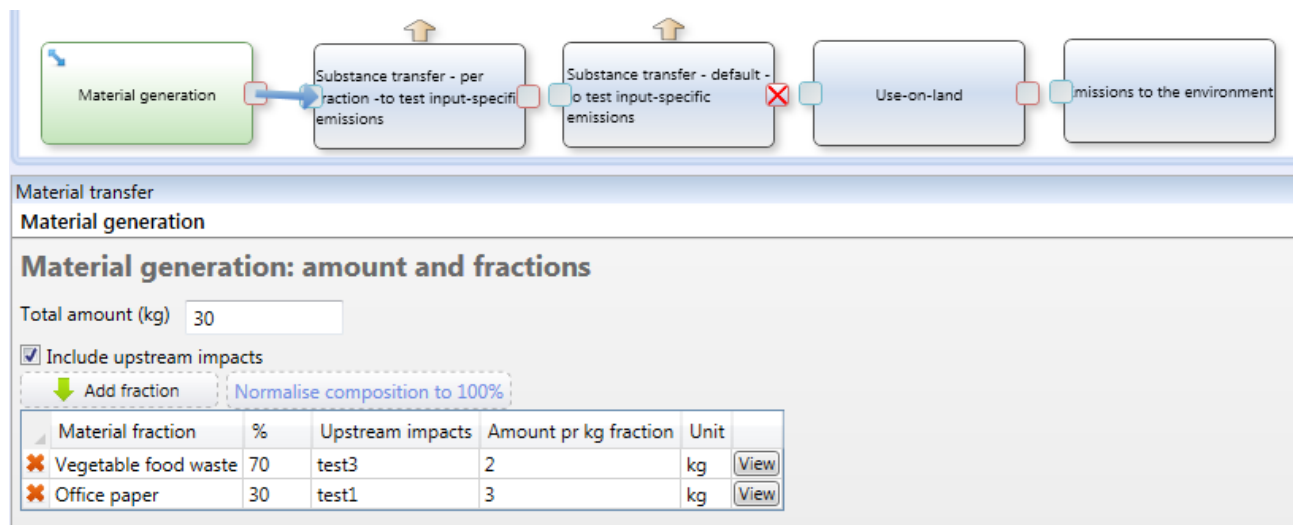 Material generation
Substance transfer - per
raction -to test input-specifi
emissions
Substance transfer - default -
o test input-specific
emissions
Use-on-land
missions to the environment
Material transfer
Material generation
Material generation: amount and fractions
Total amount (kg) 30
Include upstream impacts
Add fraction Normalise composition to 100%
Material fraction % Upstream impacts Amount pr kg fraction Unit
Vegetable food waste 70 test3 2 kg View
Office paper 30 test1 3 kg View